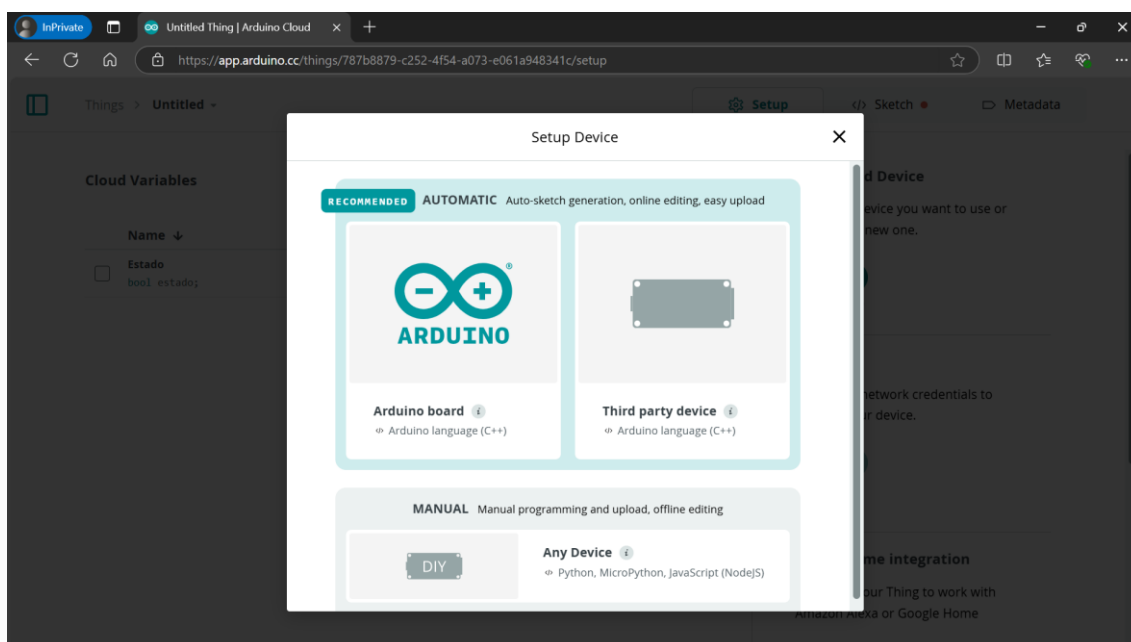 InPrivate
Untitled Thing | Arduino Cloud
https://app.arduino.cc/things/787b8879-c252-4f54-a073-e061a948341c/setup
Things > Untitled
Setup
</> Sketch
Metadata
Setup Device
Cloud Variables
d Device
evice you want to use or
new one.
Name
Estado
bool estado;
RECOMMENDED AUTOMATIC Auto-sketch generation, online editing, easy upload
ARDUINO
Arduino board
Arduino language (C++)
Third party device
Arduino language (C++)
network credentials to
ur device.
MANUAL Manual programming and upload, offline editing
DIY
Any Device
Python, MicroPython, JavaScript (NodeJS)
me integration
our Thing to work with
Amazon Alexa or Google Home